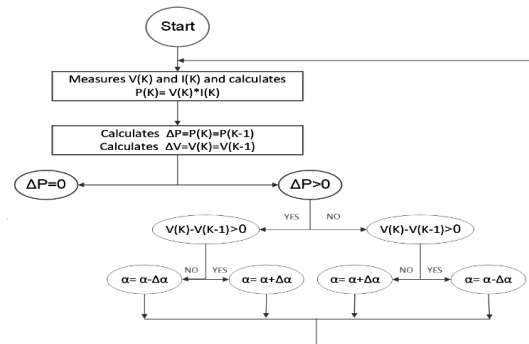 Start
Measures V(K) and I(K) and calculates
P(K)= V(K)*I(K)
Calculates ΔP=P(K)=P(K-1)
Calculates ΔV=V(K)=V(K-1)
ΔP=0
ΔP>0
YES NO
V(K)-V(K-1)>0
V(K)-V(K-1)>0
NO YES
NO YES
α= α-Δα
α= α+Δα
α= α+Δα
α= α-Δα